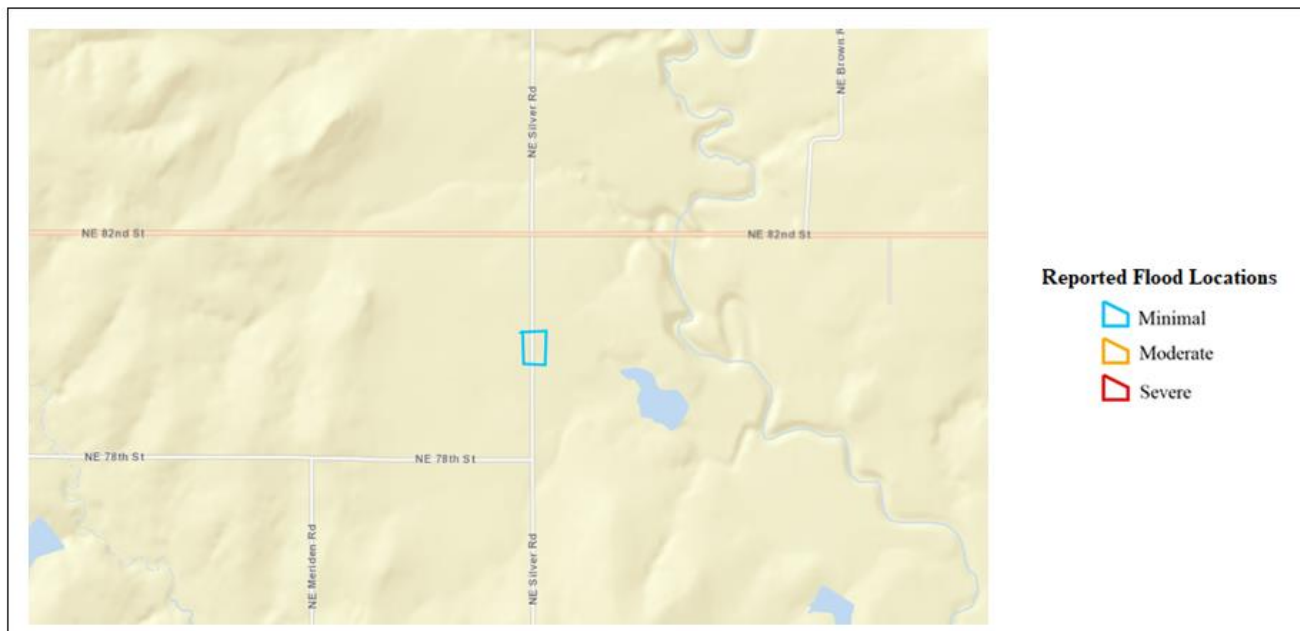 NE Silver Rd
NE Brown R
NE 82nd St
NE 82nd St
Reported Flood Locations
Minimal
Moderate
Severe
NE 78th St
NE 78th St
NE Meriden Rd
NE Silver Rd